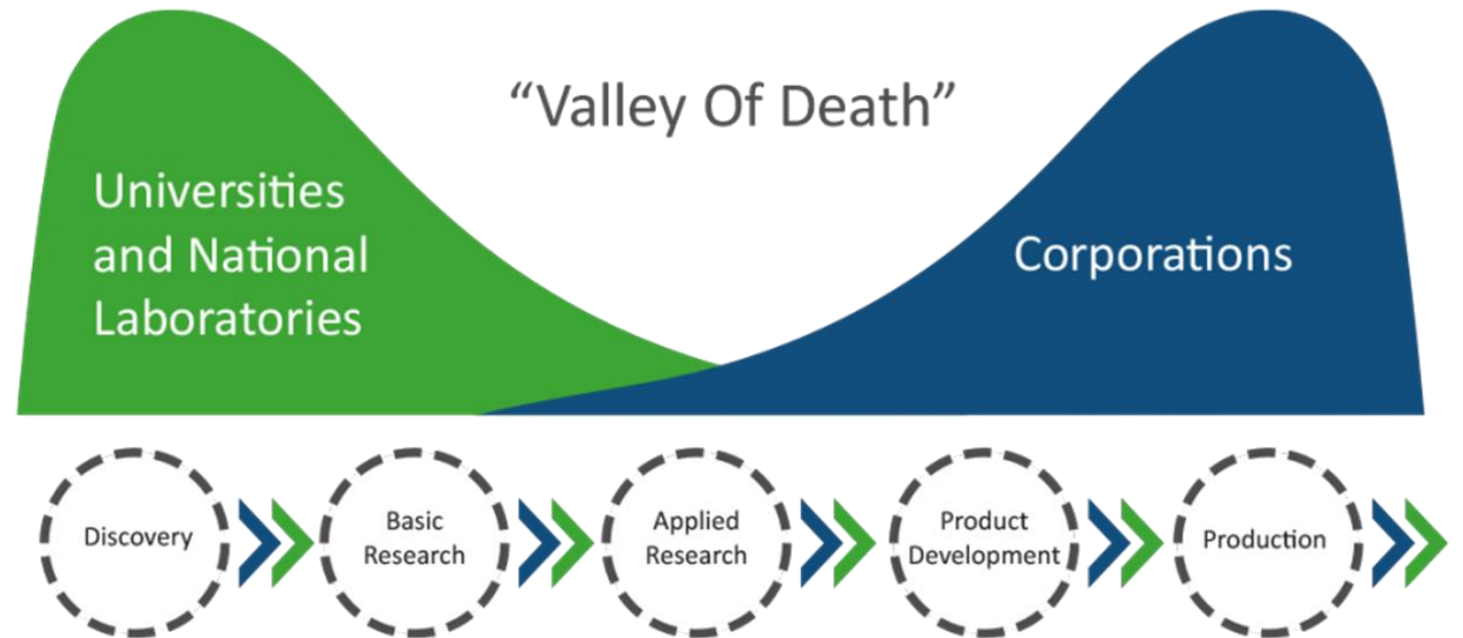 “Valley Of Death”
Universities
and National
Laboratories
Corporations
Discovery
Basic
Research
Applied
Research
Product
Development
Production